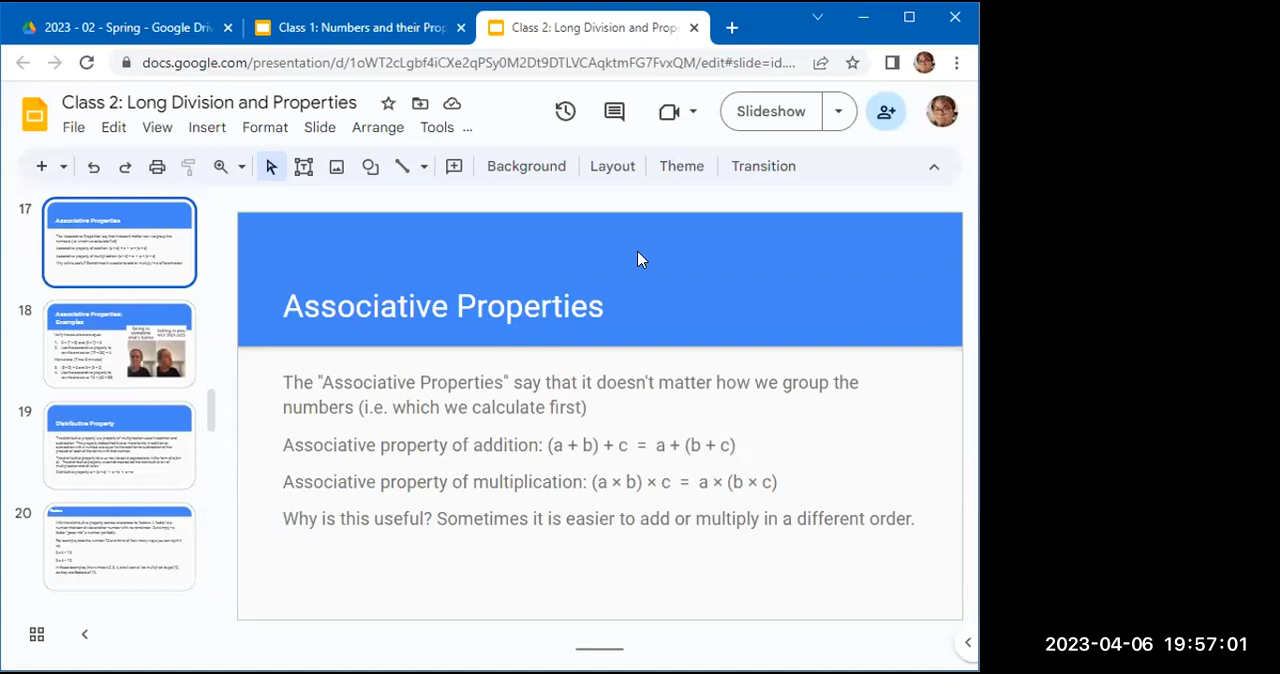 2023 - 02 - Spring - Google Driv
Class 1: Numbers and their Prop
Class 2: Long Division and Prope
docs.google.com/presentation/d/1oWT2cLgbf4iCXe2qPSy0M2Dt9DTLVCAqktmFG7FvxQM/edit#slide=id....
Class 2: Long Division and Properties
File Edit View Insert Format Slide Arrange Tools ...
Slideshow
Background Layout Theme Transition
17
Associative Properties
18
Associative Properties:
Examples
19
Distributive Property
20
Factors
Associative Properties
The "Associative Properties" say that it doesn't matter how we group the
numbers (i.e. which we calculate first)
Associative property of addition: (a + b) + c = a + (b + c)
Associative property of multiplication: (a × b) × c = a × (b × c)
Why is this useful? Sometimes it is easier to add or multiply in a different order.
2023-04-06 19:57:01